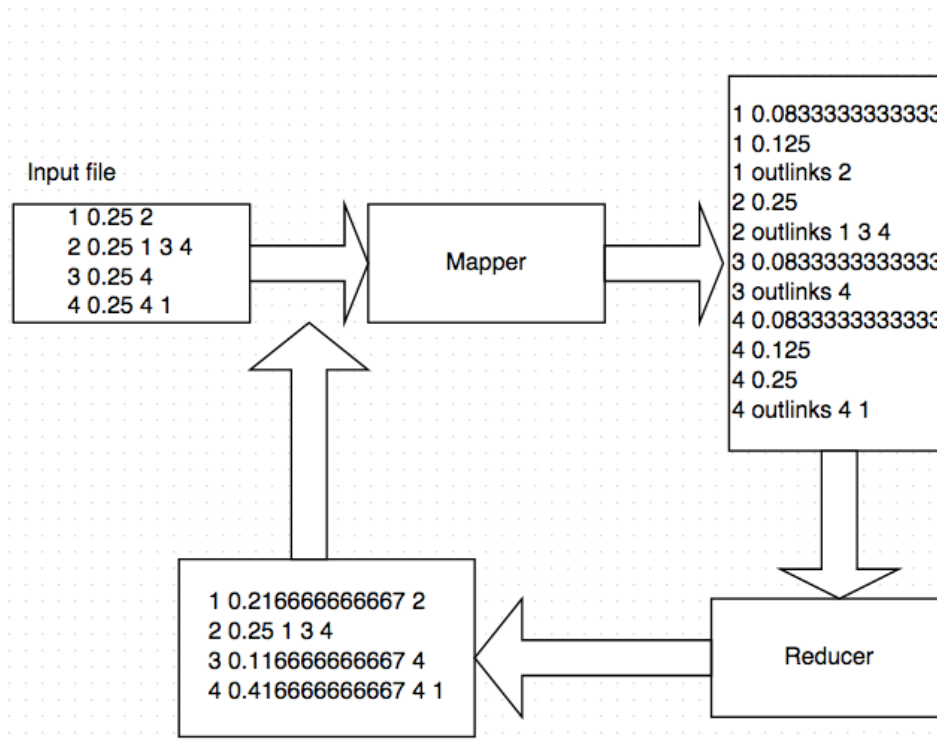 Input file
1 0.25 2
2 0.25 1 3 4
3 0.25 4
4 0.25 4 1
Mapper
1 0.0833333333333
1 0.125
1 outlinks 2
2 0.25
2 outlinks 1 3 4
3 0.0833333333333
3 outlinks 4
4 0.0833333333333
4 0.125
4 0.25
4 outlinks 4 1
Reducer
1 0.216666666667 2
2 0.25 1 3 4
3 0.116666666667 4
4 0.416666666667 4 1